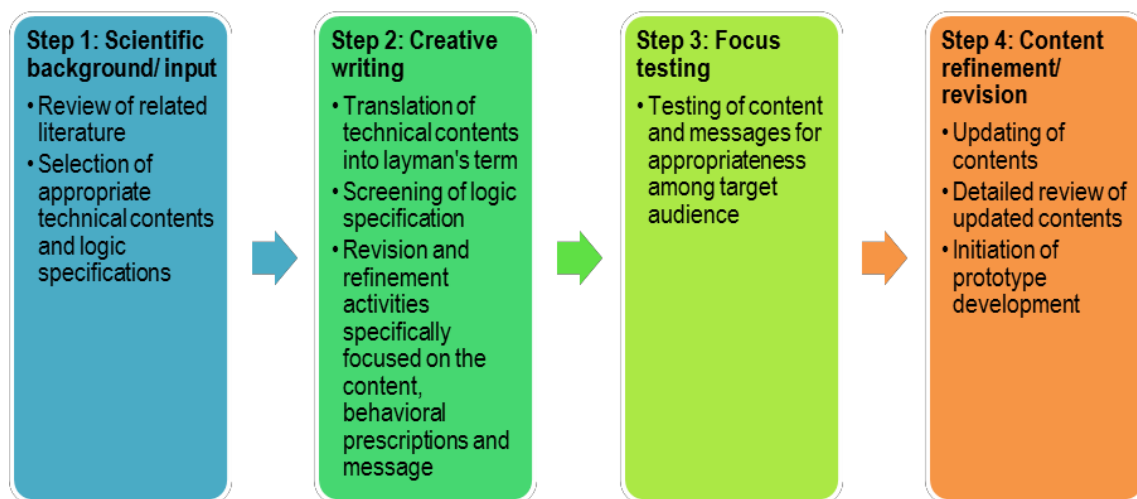 Step 1: Scientific
background/ input
• Review of related
literature
• Selection of
appropriate
technical contents
and logic
specifications
Step 2: Creative
writing
• Translation of
technical contents
into layman's term
• Screening of logic
specification
• Revision and
refinement
activities
specifically
focused on the
content,
behavioral
prescriptions and
message
Step 3: Focus
testing
• Testing of content
and messages for
appropriateness
among target
audience
Step 4: Content
refinement/
revision
• Updating of
contents
• Detailed review of
updated contents
• Initiation of
prototype
development